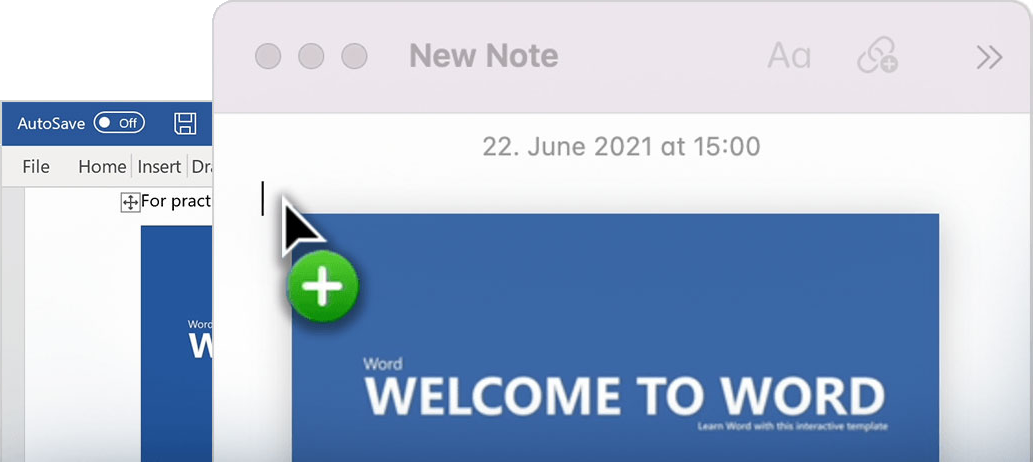 New Note
Aa
22. June 2021 at 15:00
AutoSave Off
File Home Insert
For pract
Word
W
Word
WELCOME TO WORD
Learn Word with this interactive template